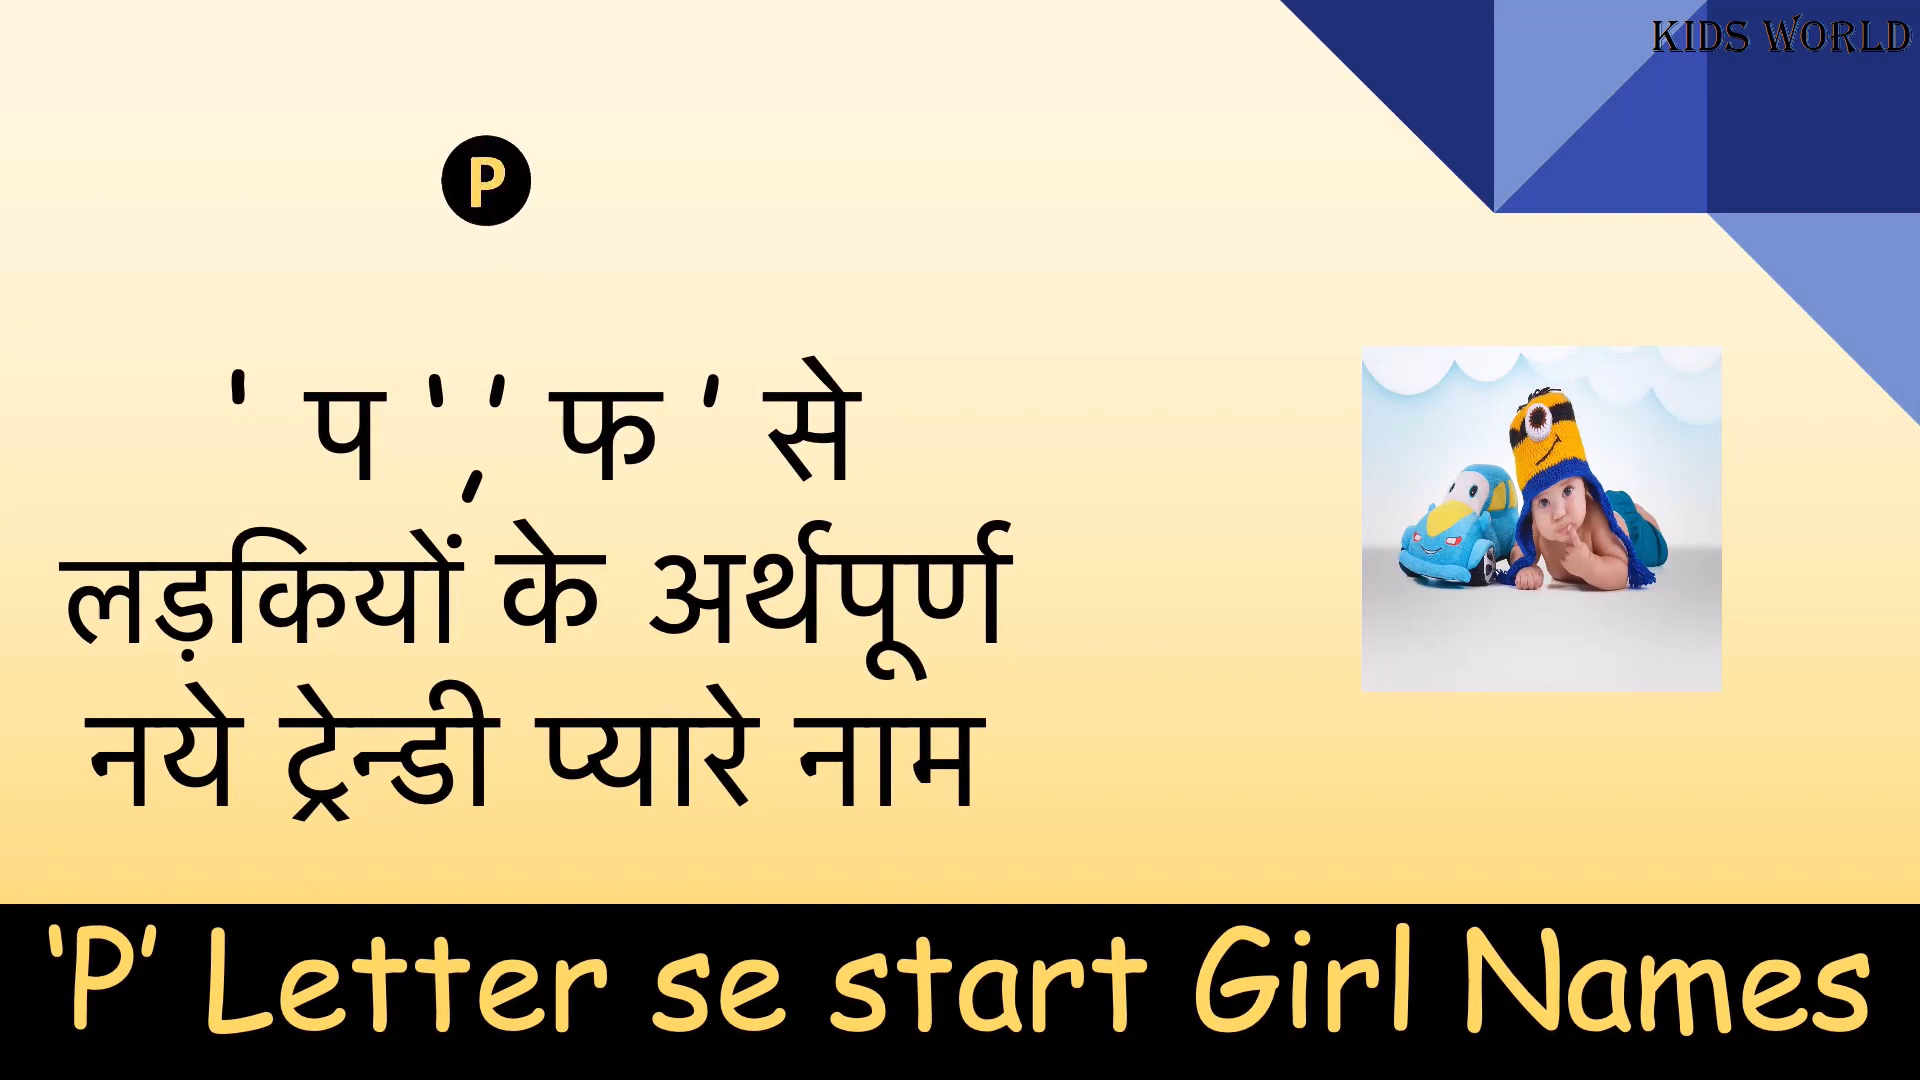 KIDS WORLD
P
' प ‘,’ फ ’ से
लड़कियों के अर्थपूर्ण
नये ट्रेन्डी प्यारे नाम
‘P’ Letter se start Girl Names